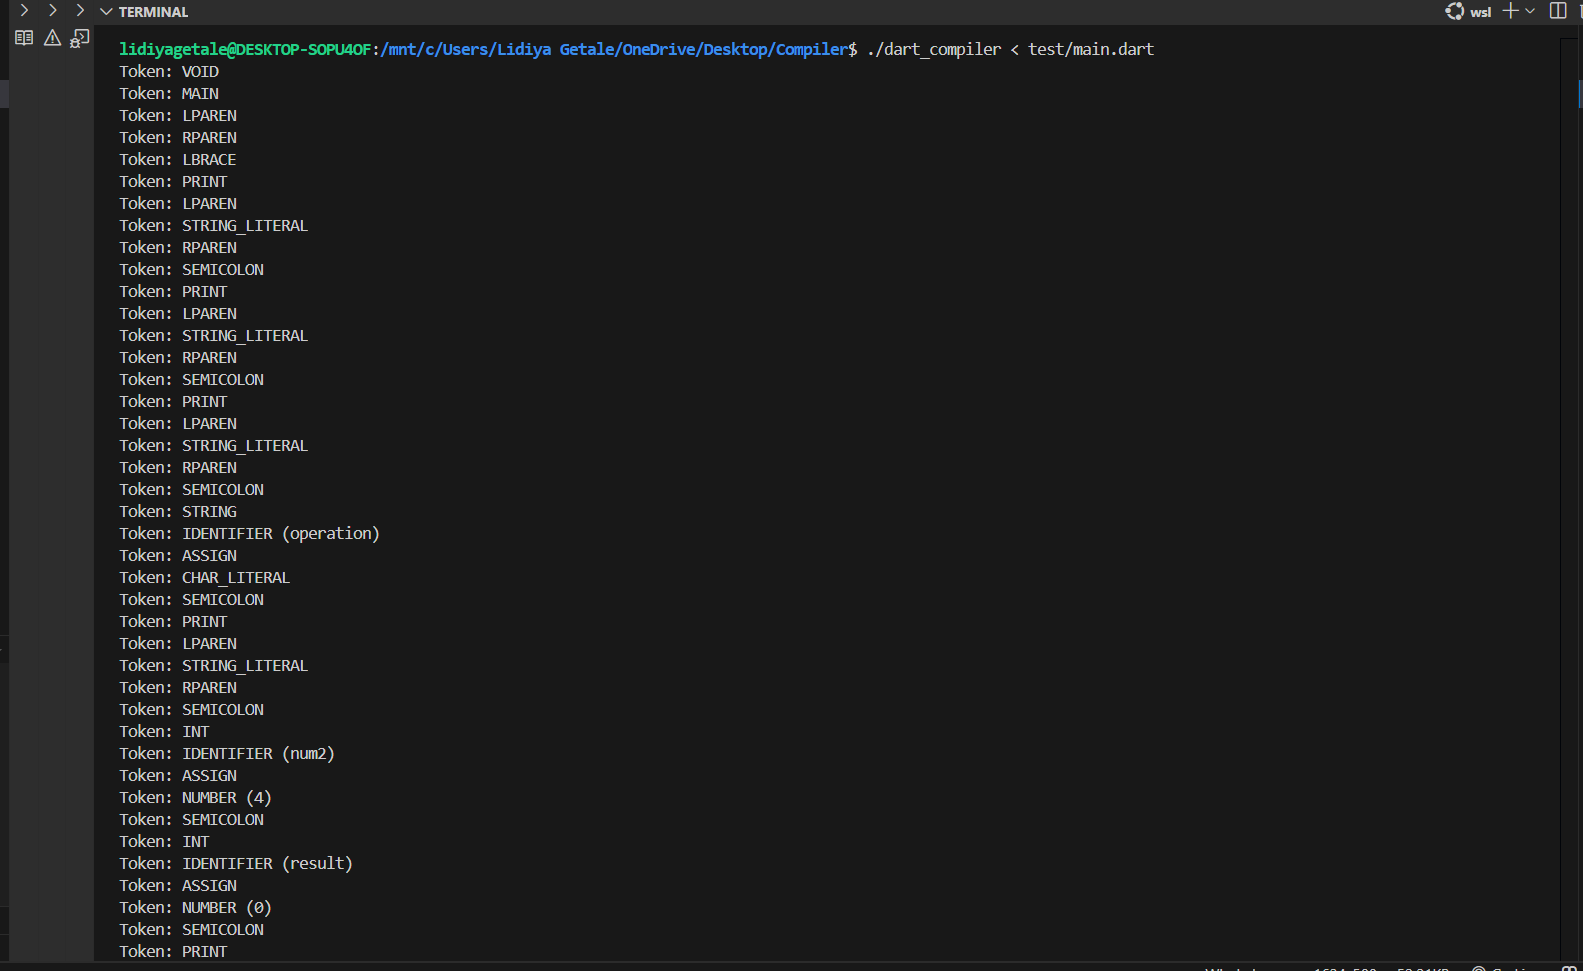 TERMINAL
wsl
lidiyagetale@DESKTOP-SOPU4OF:/mnt/c/Users/Lidiya Getale/OneDrive/Desktop/Compiler$ ./dart_compiler < test/main.dart
Token: VOID
Token: MAIN
Token: LPAREN
Token: RPAREN
Token: LBRACE
Token: PRINT
Token: LPAREN
Token: STRING_LITERAL
Token: RPAREN
Token: SEMICOLON
Token: PRINT
Token: LPAREN
Token: STRING_LITERAL
Token: RPAREN
Token: SEMICOLON
Token: PRINT
Token: LPAREN
Token: STRING_LITERAL
Token: RPAREN
Token: SEMICOLON
Token: STRING
Token: IDENTIFIER (operation)
Token: ASSIGN
Token: CHAR_LITERAL
Token: SEMICOLON
Token: PRINT
Token: LPAREN
Token: STRING_LITERAL
Token: RPAREN
Token: SEMICOLON
Token: INT
Token: IDENTIFIER (num2)
Token: ASSIGN
Token: NUMBER (4)
Token: SEMICOLON
Token: INT
Token: IDENTIFIER (result)
Token: ASSIGN
Token: NUMBER (0)
Token: SEMICOLON
Token: PRINT